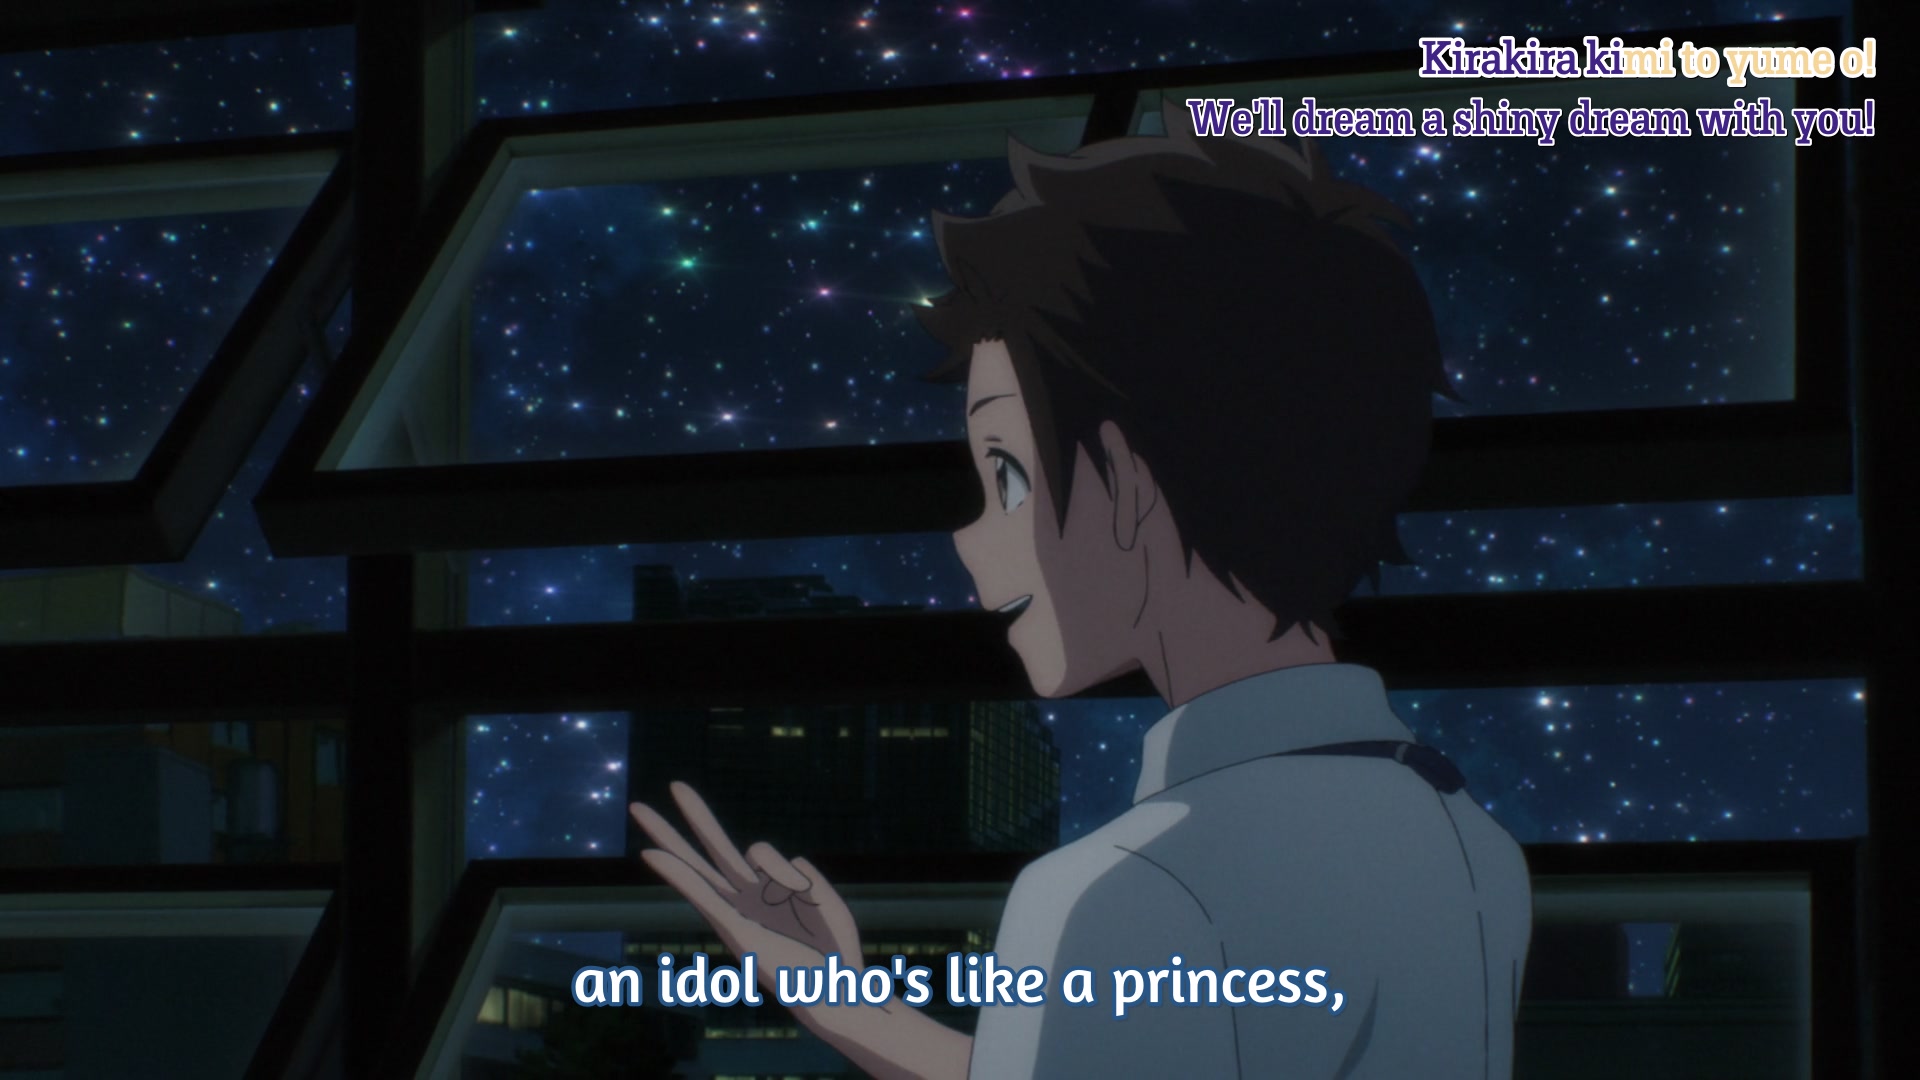 Kirakira kimi to yume o!
We'll dream a shiny dream with you!
an idol who's like a princess,